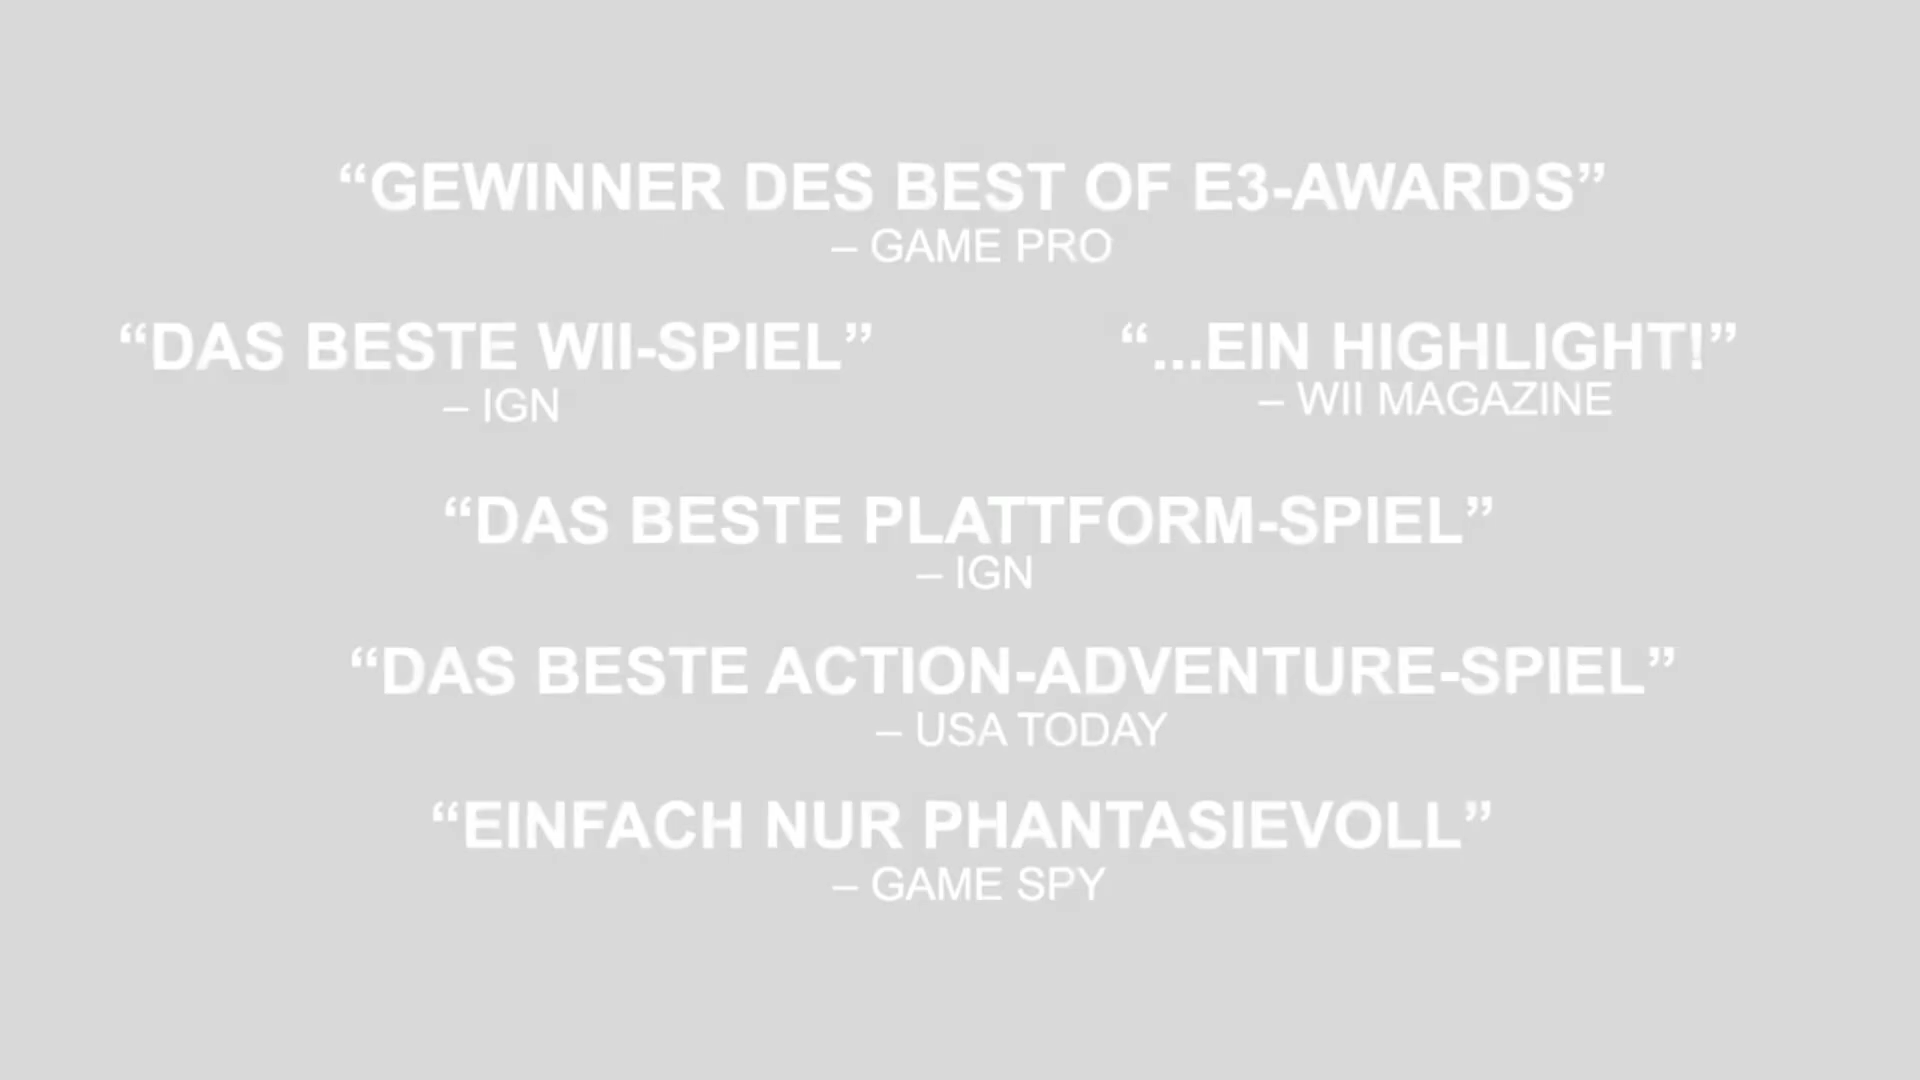 “GEWINNER DES BEST OF E3-AWARDS”
– GAME PRO
“DAS BESTE WII-SPIEL”
– IGN
“...EIN HIGHLIGHT!”
– WII MAGAZINE
“DAS BESTE PLATTFORM-SPIEL”
– IGN
“DAS BESTE ACTION-ADVENTURE-SPIEL”
– USA TODAY
“EINFACH NUR PHANTASIEVOLL”
– GAME SPY